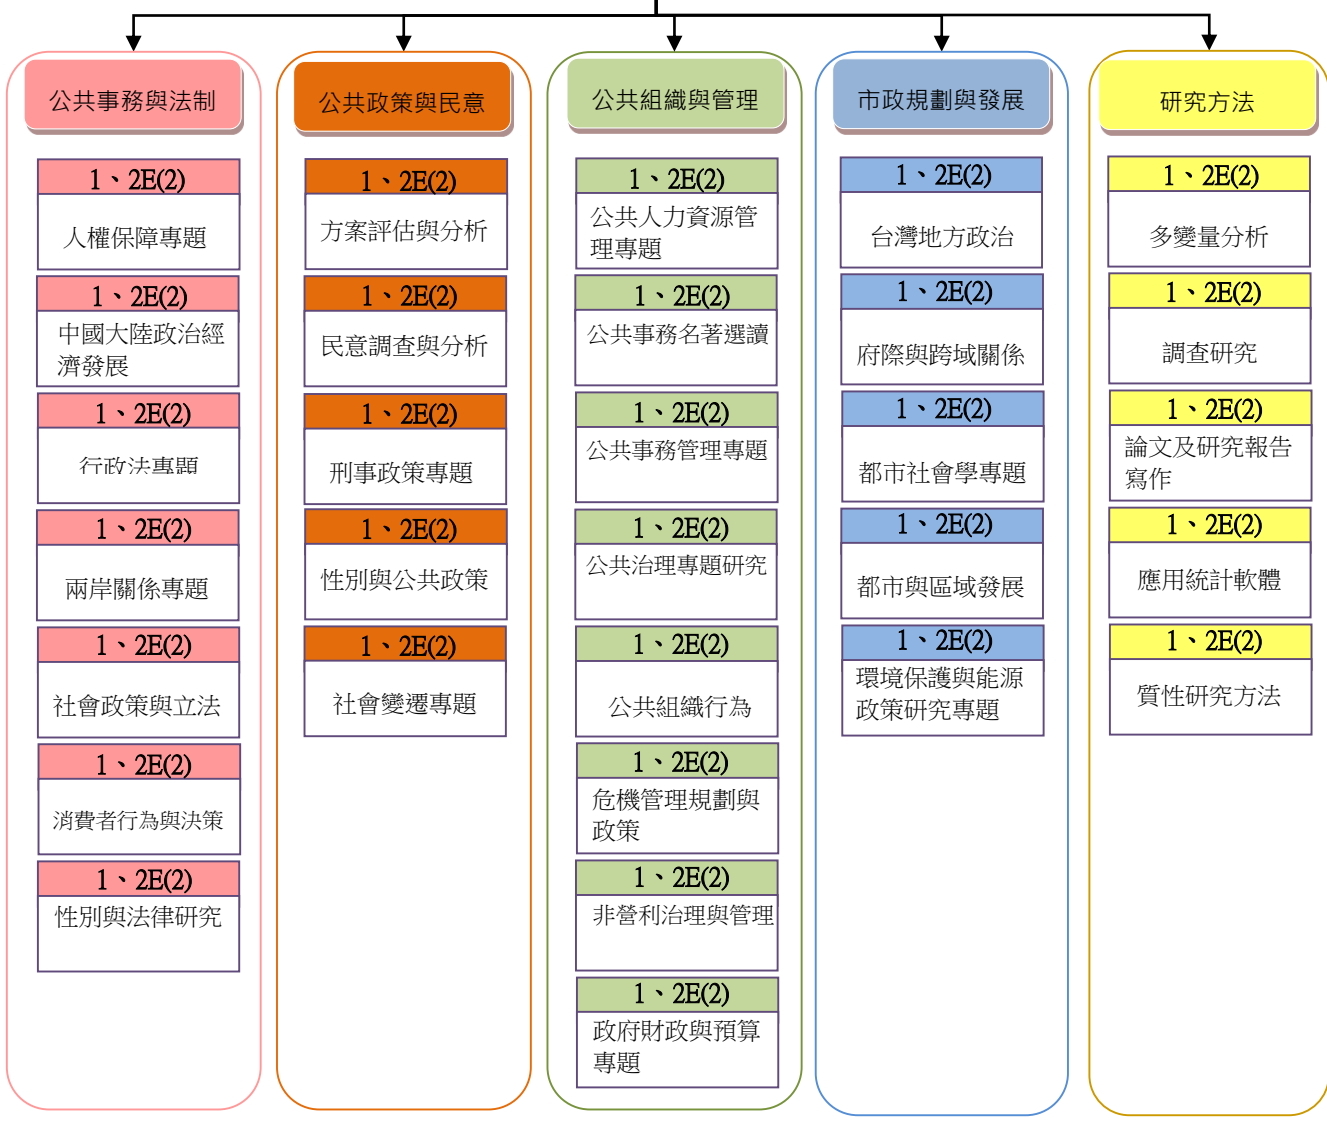 公共事務與法制
1、2E(2)
人權保障專題
1、2E(2)
中國大陸政治經
濟發展
1、2E(2)
行政法專題
1、2E(2)
兩岸關係專題
1、2E(2)
社會政策與立法
1、2E(2)
消費者行為與決策
1、2E(2)
性別與法律研究
公共政策與民意
1、2E(2)
方案評估與分析
1、2E(2)
民意調查與分析
1、2E(2)
刑事政策專題
1、2E(2)
性別與公共政策
1、2E(2)
社會變遷專題
公共組織與管理
1、2E(2)
公共人力資源管
理專題
1、2E(2)
公共事務名著選讀
1、2E(2)
公共事務管理專題
1、2E(2)
公共治理專題研究
1、2E(2)
公共組織行為
1、2E(2)
危機管理規劃與
政策
1、2E(2)
非營利治理與管理
1、2E(2)
政府財政與預算
專題
市政規劃與發展
1、2E(2)
台灣地方政治
1、2E(2)
府際與跨域關係
1、2E(2)
都市社會學專題
1、2E(2)
都市與區域發展
1、2E(2)
環境保護與能源
政策研究專題
研究方法
1、2E(2)
多變量分析
1、2E(2)
調查研究
1、2E(2)
論文及研究報告
寫作
1、2E(2)
應用統計軟體
1、2E(2)
質性研究方法